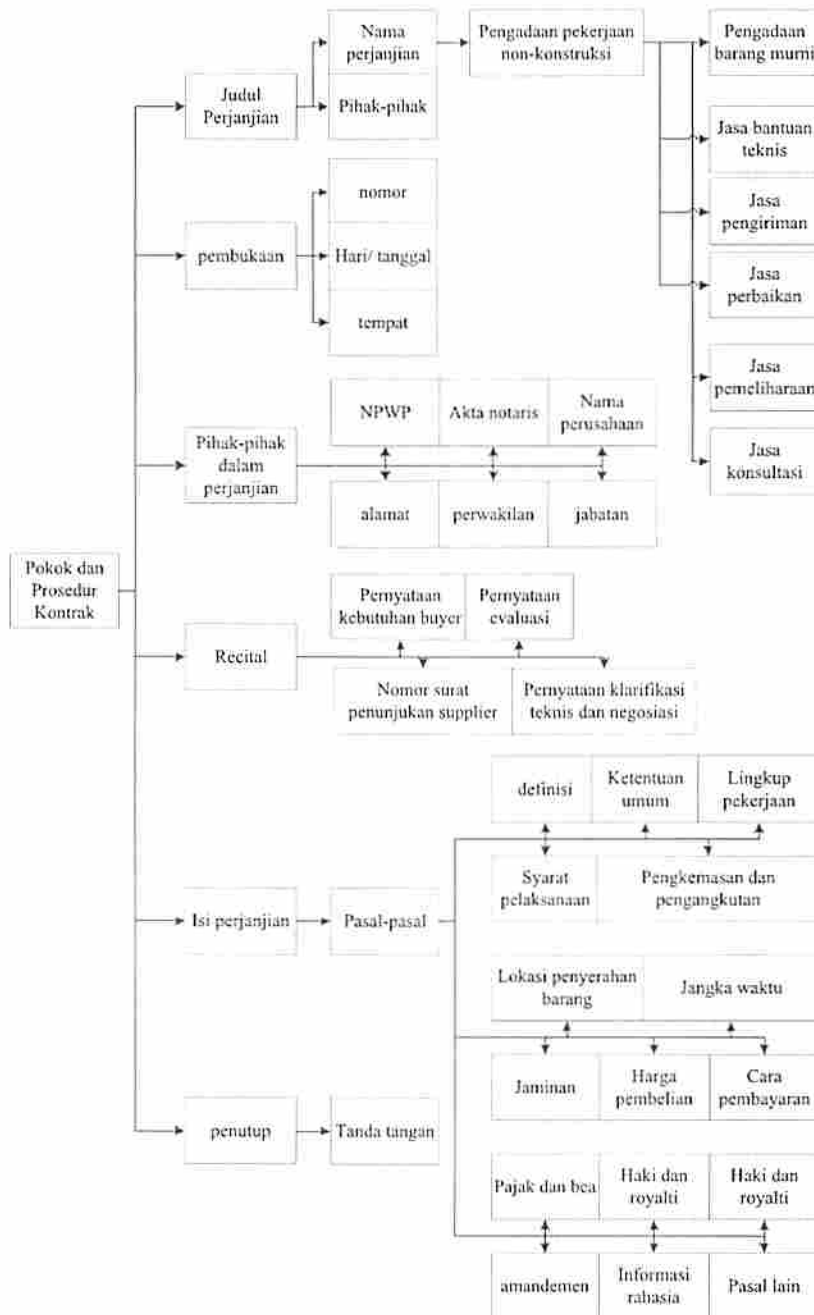 Nama
perjanjian
Pengadaan pekerjaan
non-konstruksi
Pengadaan
barang murni
Judul
Perjanjian
Pihak-pihak
Jasa bantuan
teknis
Jasa
pengiriman
Jasa
perbaikan
Jasa
pemeliharaan
Jasa
konsultasi
pembukaan
nomor
Hari/ tanggal
tempat
Pihak-pihak
dalam
perjanjian
NPWP
Akta notaris
Nama
perusahaan
alamat
perwakilan
jabatan
Pokok dan
Prosedur
Kontrak
Recital
Pernyataan
kebutuhan buyer
Pernyataan
evaluasi
Nomor surat
penunjukan supplier
Pernyataan klarifikasi
teknis dan negosiasi
Isi perjanjian
Pasal-pasal
definisi
Ketentuan
umum
Lingkup
pekerjaan
Syarat
pelaksanaan
Pengkemasan dan
pengangkutan
Lokasi penyerahan
barang
Jangka waktu
Jaminan
Harga
pembelian
Cara
pembayaran
penutup
Tanda tangan
Pajak dan bea
Haki dan
royalti
Haki dan
royalti
amandemen
Informasi
rahasia
Pasal lain